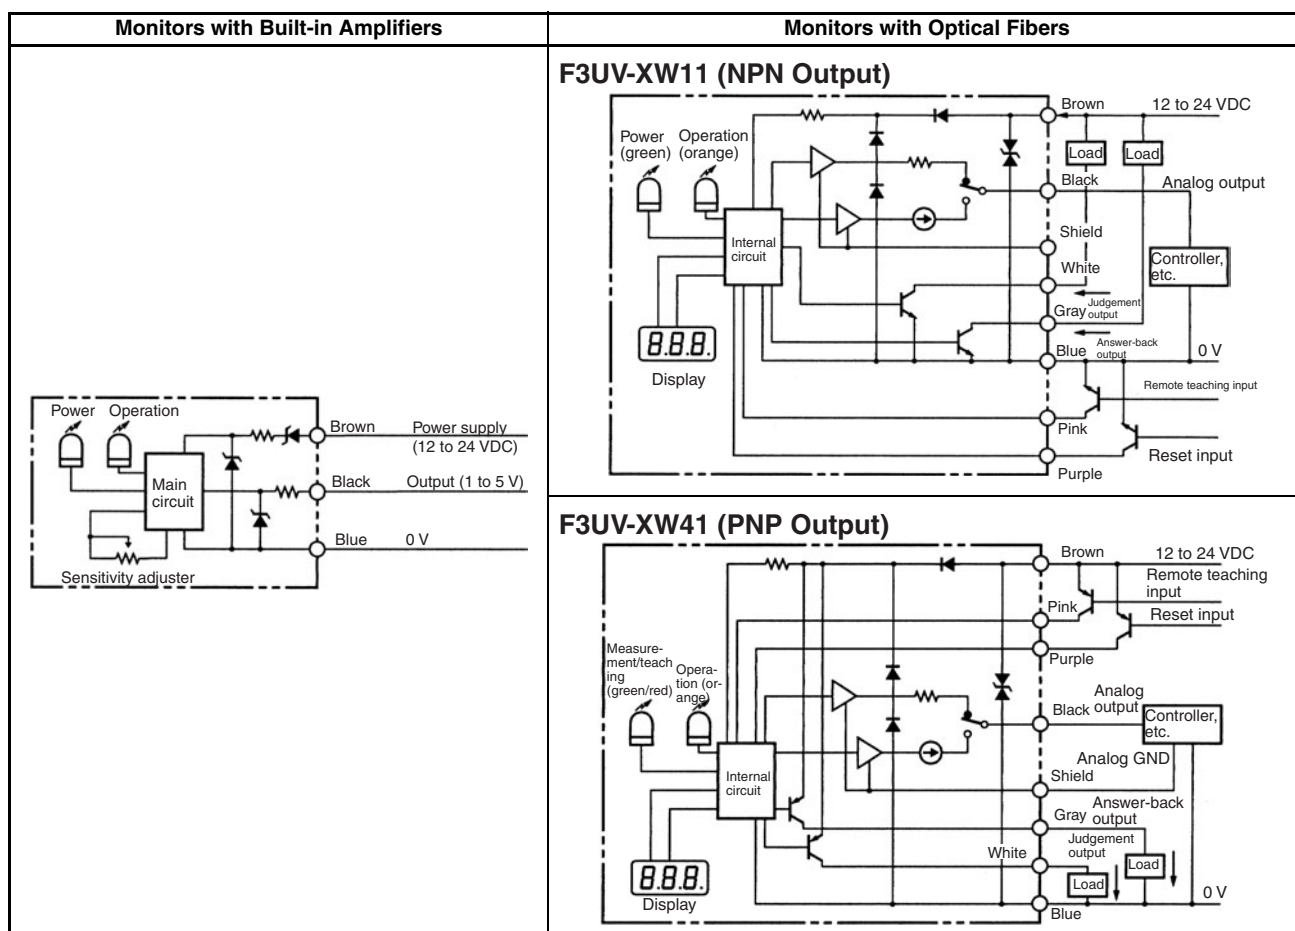 Monitors with Built-in Amplifiers
Monitors with Optical Fibers
Power
Operation
Main
circuit
Sensitivity adjuster
Brown
Power supply
(12 to 24 VDC)
Black
Output (1 to 5 V)
Blue
0 V
F3UV-XW11 (NPN Output)
Power
(green)
Operation
(orange)
Internal
circuit
8.8.8.
Display
Brown
12 to 24 VDC
Load
Load
Black
Analog output
Shield
Controller,
etc.
White
Judgement
output
Gray
Answer-back
output
Blue
0 V
Remote teaching input
Pink
Reset input
Purple
F3UV-XW41 (PNP Output)
Brown
12 to 24 VDC
Remote teaching
input
Pink
Reset input
Purple
Measure-
ment/teach
ing
(green/red)
Opera-
tion (or-
ange)
Internal
circuit
8.8.8.
Display
Analog
output
Black
Controller,
etc.
Analog GND
Shield
Gray
Answer-back
output
White
Judgement
output
Load
Load
0 V
Blue